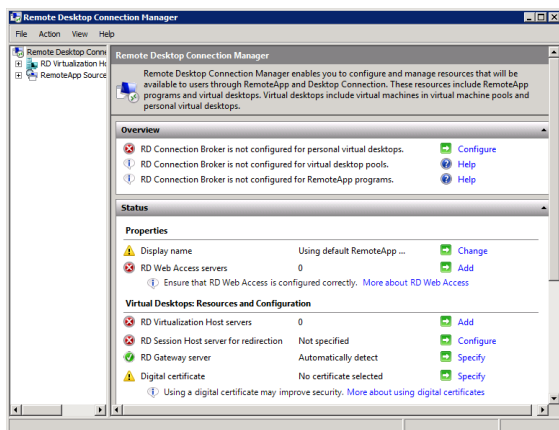 Remote Desktop Connection Manager
File Action View Help
Remote Desktop Conn
RD Virtualization H
RemoteApp Source
Remote Desktop Connection Manager
Remote Desktop Connection Manager enables you to configure and manage resources that will be
available to users through RemoteApp and Desktop Connection. These resources include RemoteApp
programs and virtual desktops. Virtual desktops include virtual machines in virtual machine pools and
personal virtual desktops.
Overview
RD Connection Broker is not configured for personal virtual desktops. Configure
RD Connection Broker is not configured for virtual desktop pools. Help
RD Connection Broker is not configured for RemoteApp programs. Help
Status
Properties
Display name Using default RemoteApp ... Change
RD Web Access servers 0 Add
Ensure that RD Web Access is configured correctly. More about RD Web Access
Virtual Desktops: Resources and Configuration
RD Virtualization Host servers 0 Add
RD Session Host server for redirection Not specified Configure
RD Gateway server Automatically detect Specify
Digital certificate No certificate selected Specify
Using a digital certificate may improve security. More about using digital certificates